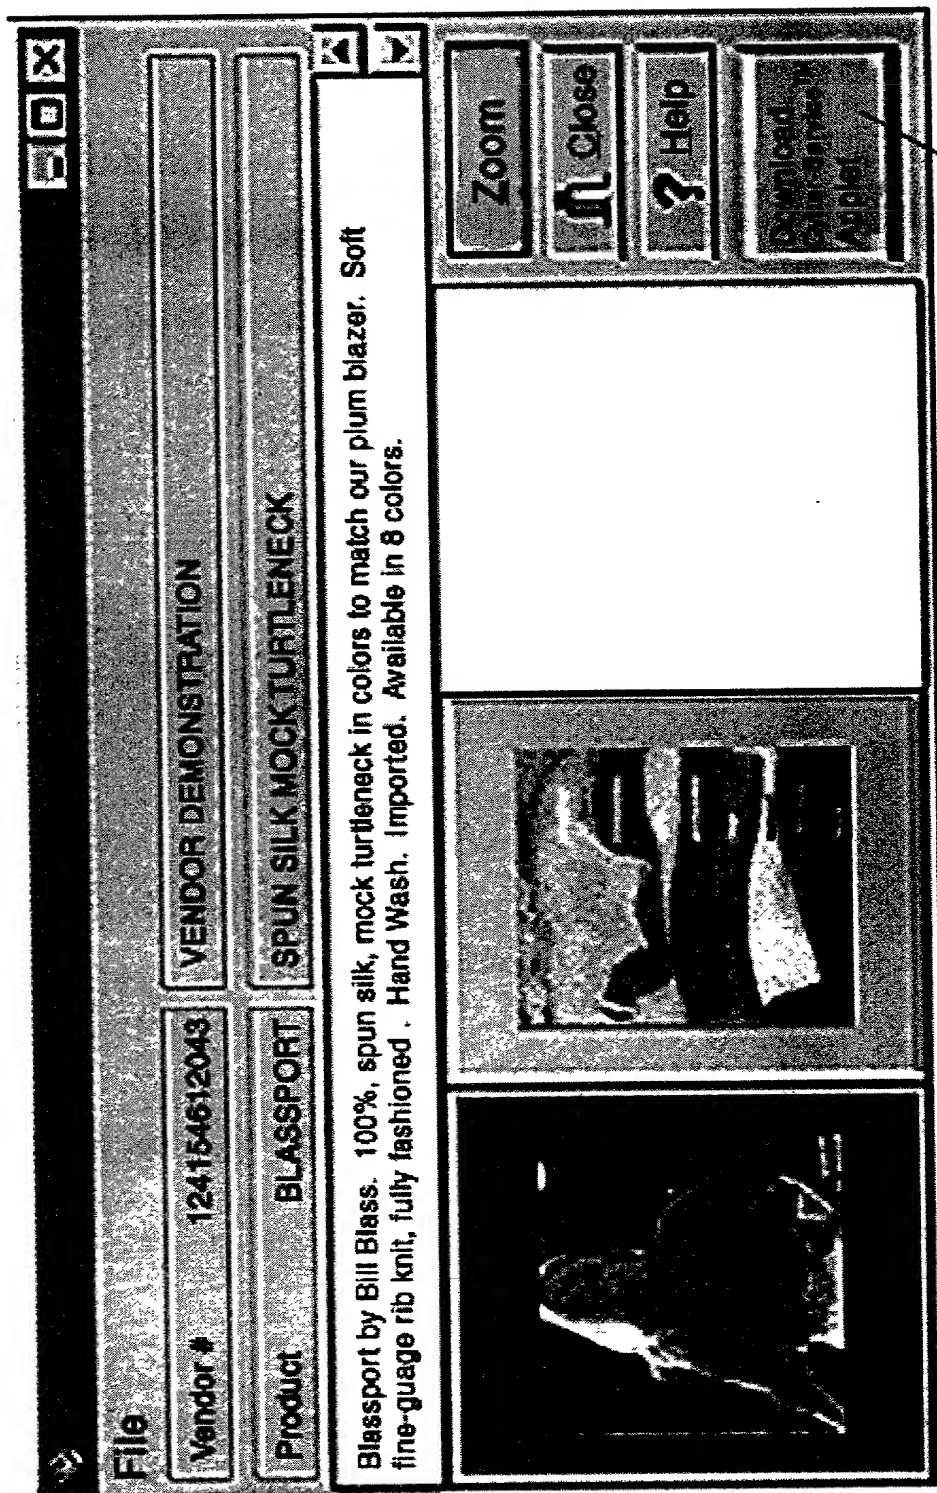 File
Vendor # 124154612043 VENDOR DEMONSTRATION
Product BLASSPORT SPUN SILK MOCK TURTLENECK
Blassport by Bill Blass. 100%, spun silk, mock turtleneck in colors to match our plum blazer. Soft
fine-guage rib knit, fully fashioned . Hand Wash. Imported. Available in 8 colors.
Zoom
Close
? Help
Download
Applet